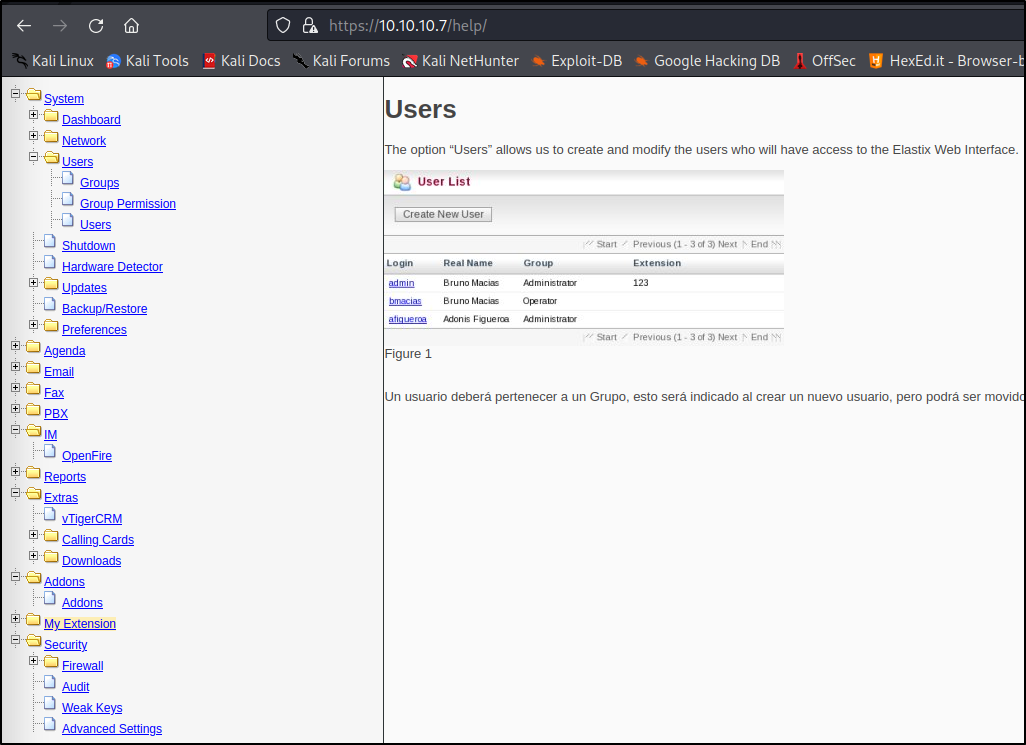 https://10.10.10.7/help/
Kali Linux Kali Tools Kali Docs Kali Forums Kali NetHunter Exploit-DB Google Hacking DB OffSec HexEd.it - Browser-b
System
Dashboard
Network
Users
Groups
Group Permission
Users
Shutdown
Hardware Detector
Updates
Backup/Restore
Preferences
Agenda
Email
Fax
PBX
IM
OpenFire
Reports
Extras
vTigerCRM
Calling Cards
Downloads
Addons
Addons
My Extension
Security
Firewall
Audit
Weak Keys
Advanced Settings
Users
The option “Users” allows us to create and modify the users who will have access to the Elastix Web Interface.
User List
Create New User
Start Previous (1 - 3 of 3) Next End
Login Real Name Group Extension
admin Bruno Macias Administrator 123
bmacias Bruno Macias Operator
afigueroa Adonis Figueroa Administrator
Start Previous (1 - 3 of 3) Next End
Figure 1
Un usuario deberá pertenecer a un Grupo, esto será indicado al crear un nuevo usuario, pero podrá ser movido